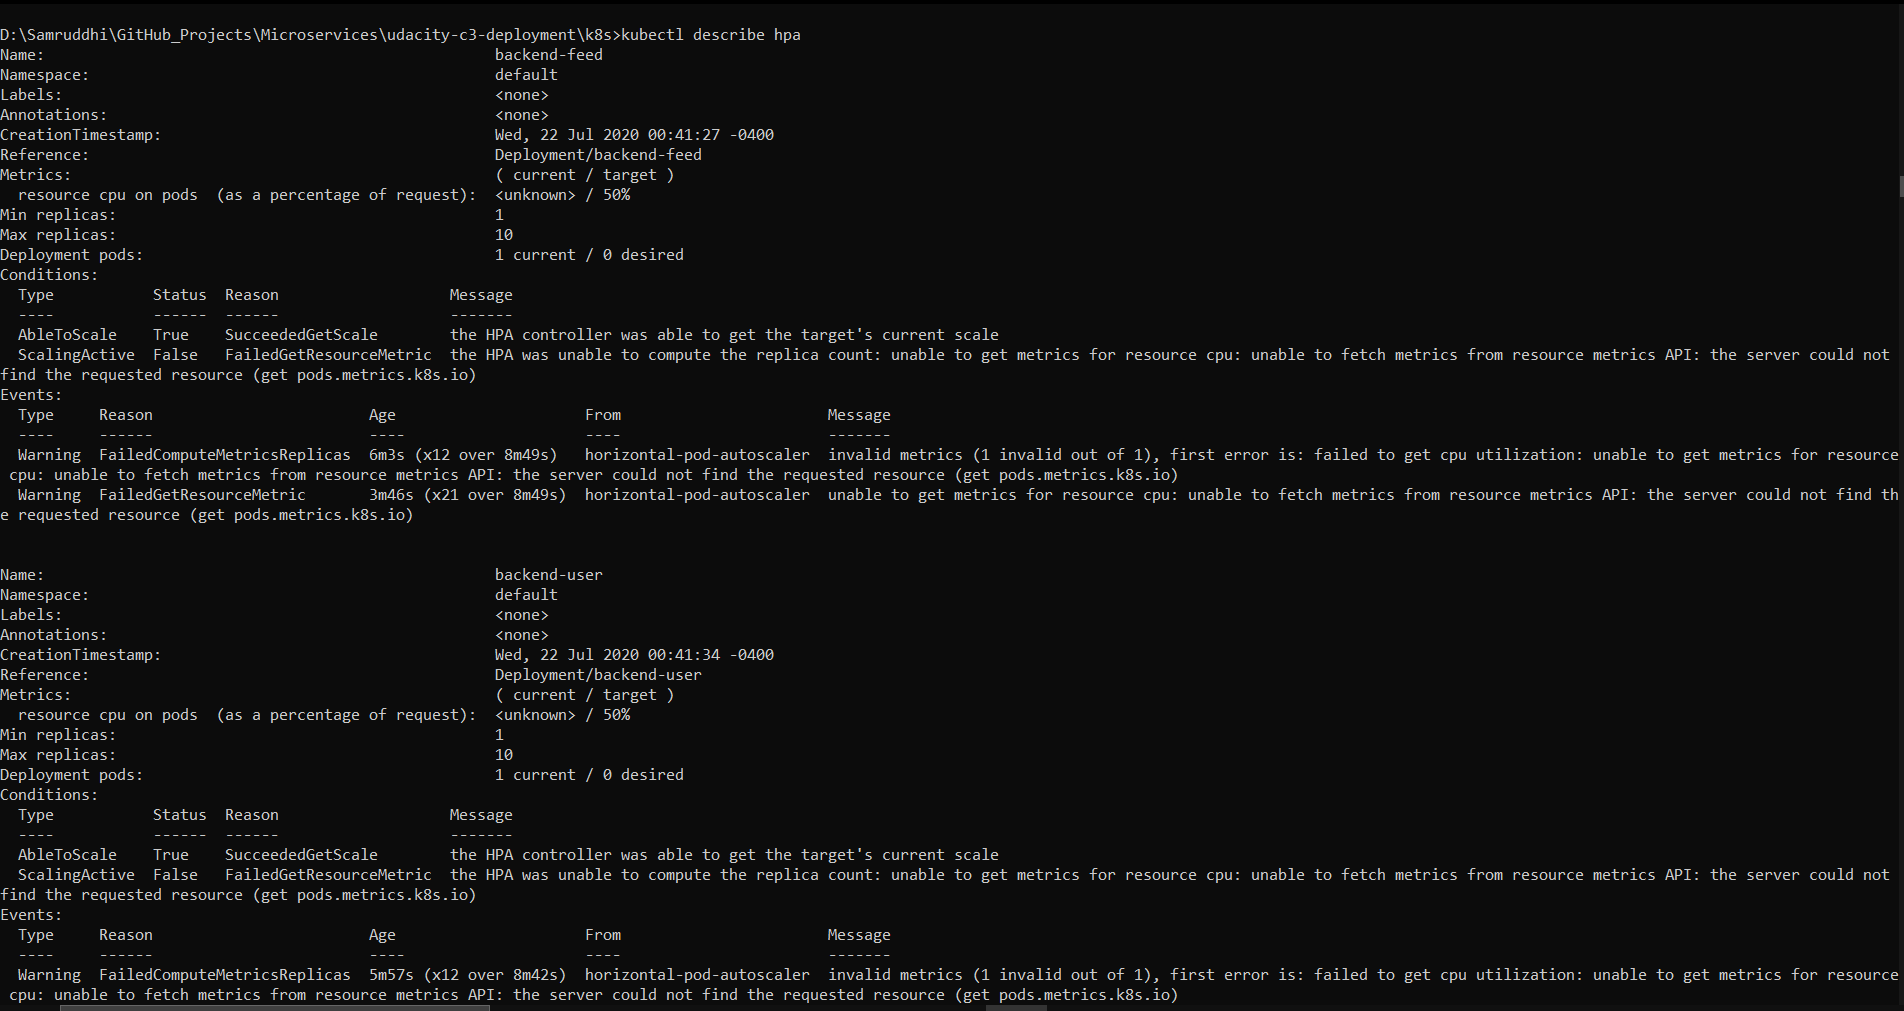 D:\Samruddhi\GitHub_Projects\Microservices\udacity-c3-deployment\k8s>kubectl describe hpa
Name:                                                  backend-feed
Namespace:                                             default
Labels:                                                <none>
Annotations:                                           <none>
CreationTimestamp:                                     Wed, 22 Jul 2020 00:41:27 -0400
Reference:                                             Deployment/backend-feed
Metrics:                                               ( current / target )
  resource cpu on pods  (as a percentage of request):  <unknown> / 50%
Min replicas:                                          1
Max replicas:                                          10
Deployment pods:                                       1 current / 0 desired
Conditions:
  Type           Status  Reason                   Message
  ----           ------  ------                   -------
  AbleToScale    True    SucceededGetScale        the HPA controller was able to get the target's current scale
  ScalingActive  False   FailedGetResourceMetric  the HPA was unable to compute the replica count: unable to get metrics for resource cpu: unable to fetch metrics from resource metrics API: the server could not
find the requested resource (get pods.metrics.k8s.io)
Events:
  Type     Reason                        Age                     From                       Message
  ----     ------                        ----                    ----                       -------
  Warning  FailedComputeMetricsReplicas  6m3s (x12 over 8m49s)   horizontal-pod-autoscaler  invalid metrics (1 invalid out of 1), first error is: failed to get cpu utilization: unable to get metrics for resource
 cpu: unable to fetch metrics from resource metrics API: the server could not find the requested resource (get pods.metrics.k8s.io)
  Warning  FailedGetResourceMetric       3m46s (x21 over 8m49s)  horizontal-pod-autoscaler  unable to get metrics for resource cpu: unable to fetch metrics from resource metrics API: the server could not find th
e requested resource (get pods.metrics.k8s.io)
Name:                                                  backend-user
Namespace:                                             default
Labels:                                                <none>
Annotations:                                           <none>
CreationTimestamp:                                     Wed, 22 Jul 2020 00:41:34 -0400
Reference:                                             Deployment/backend-user
Metrics:                                               ( current / target )
  resource cpu on pods  (as a percentage of request):  <unknown> / 50%
Min replicas:                                          1
Max replicas:                                          10
Deployment pods:                                       1 current / 0 desired
Conditions:
  Type           Status  Reason                   Message
  ----           ------  ------                   -------
  AbleToScale    True    SucceededGetScale        the HPA controller was able to get the target's current scale
  ScalingActive  False   FailedGetResourceMetric  the HPA was unable to compute the replica count: unable to get metrics for resource cpu: unable to fetch metrics from resource metrics API: the server could not
find the requested resource (get pods.metrics.k8s.io)
Events:
  Type     Reason                        Age                     From                       Message
  ----     ------                        ----                    ----                       -------
  Warning  FailedComputeMetricsReplicas  5m57s (x12 over 8m42s)  horizontal-pod-autoscaler  invalid metrics (1 invalid out of 1), first error is: failed to get cpu utilization: unable to get metrics for resource
 cpu: unable to fetch metrics from resource metrics API: the server could not find the requested resource (get pods.metrics.k8s.io)